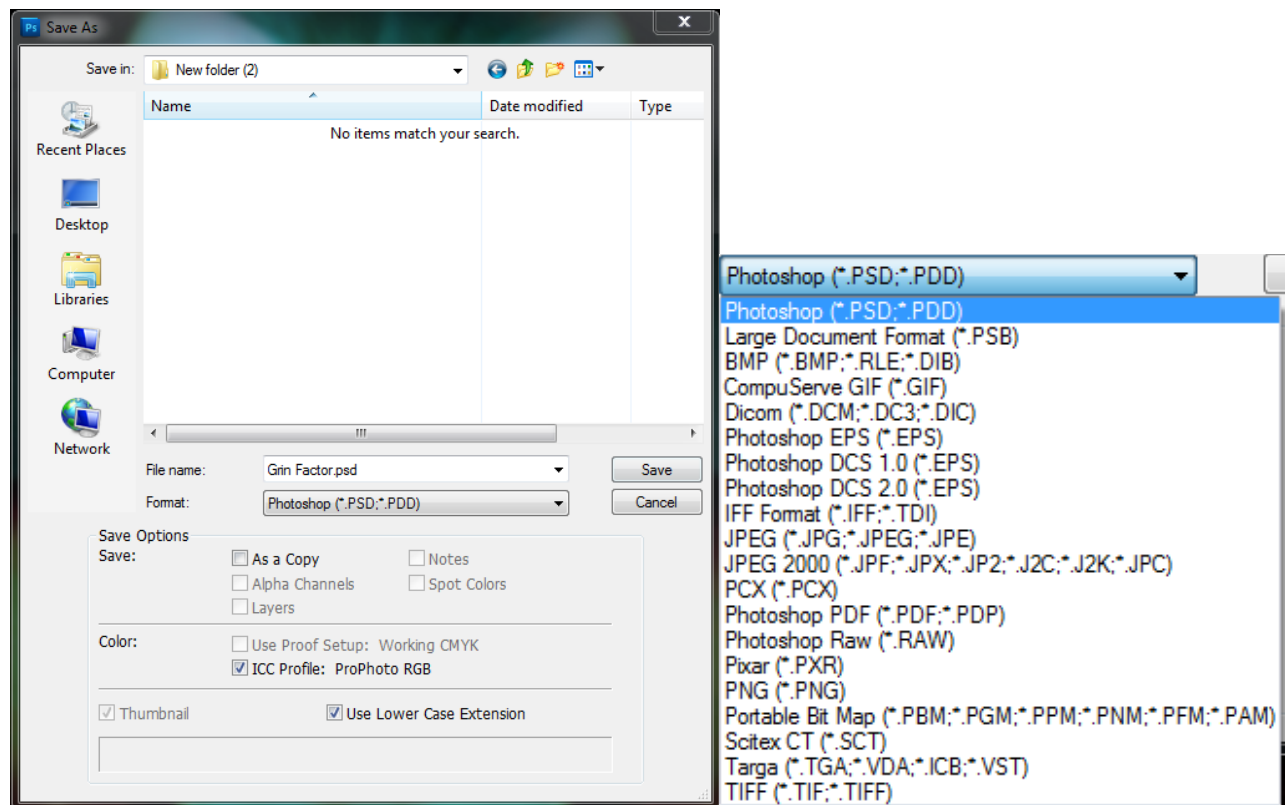 Ps Save As x
Save in: New folder (2)
Name Date modified Type
No items match your search.
Recent Places
Desktop
Libraries
Computer
Network
File name: Grin Factor.psd Save
Format: Photoshop (*.PSD;*.PDD) Cancel
Save Options
Save: As a Copy Notes
Alpha Channels Spot Colors
Layers
Color: Use Proof Setup: Working CMYK
ICC Profile: ProPhoto RGB
Thumbnail Use Lower Case Extension
Photoshop (*.PSD;*.PDD)
Photoshop (*.PSD;*.PDD)
Large Document Format (*.PSB)
BMP (*.BMP;*.RLE;*.DIB)
CompuServe GIF (*.GIF)
Dicom (*.DCM;*.DC3;*.DIC)
Photoshop EPS (*.EPS)
Photoshop DCS 1.0 (*.EPS)
Photoshop DCS 2.0 (*.EPS)
IFF Format (*.IFF;*.TDI)
JPEG (*.JPG;*.JPEG;*.JPE)
JPEG 2000 (*.JPF;*.JPX;*.JP2;*.J2C;*.J2K;*.JPC)
PCX (*.PCX)
Photoshop PDF (*.PDF;*.PDP)
Photoshop Raw (*.RAW)
Pixar (*.PXR)
PNG (*.PNG)
Portable Bit Map (*.PBM;*.PGM;*.PPM;*.PNM;*.PFM;*.PAM)
Scitex CT (*.SCT)
Targa (*.TGA;*.VDA;*.ICB;*.VST)
TIFF (*.TIF;*.TIFF)